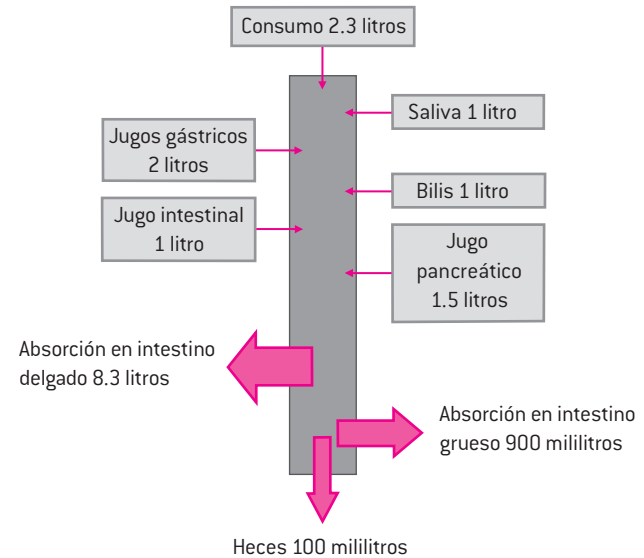 Consumo 2.3 litros
Saliva 1 litro
Jugos gástricos
2 litros
Bilis 1 litro
Jugo intestinal
1 litro
Jugo
pancreático
1.5 litros
Absorción en intestino
delgado 8.3 litros
Absorción en intestino
grueso 900 mililitros
Heces 100 mililitros